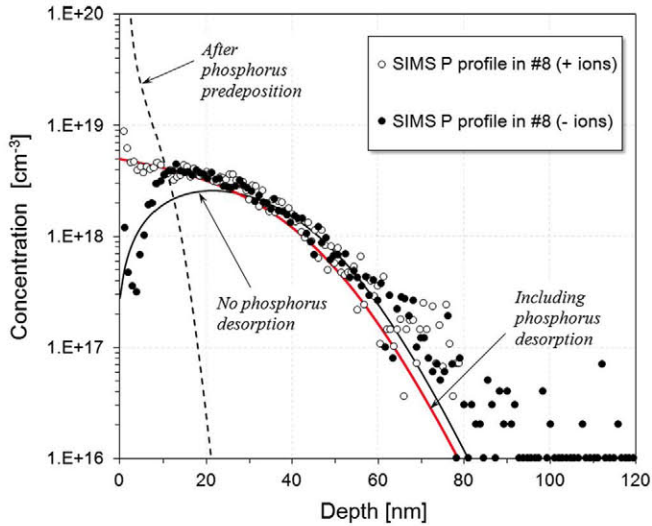 1.E+20
1.E+19
1.E+18
1.E+17
1.E+16
Concentration [cm-3]
After
phosphorus
predeposition
SIMS P profile in #8 (+ ions)
SIMS P profile in #8 (- ions)
No phosphorus
desorption
Including
phosphorus
desorption
0 20 40 60 80 100 120
Depth [nm]